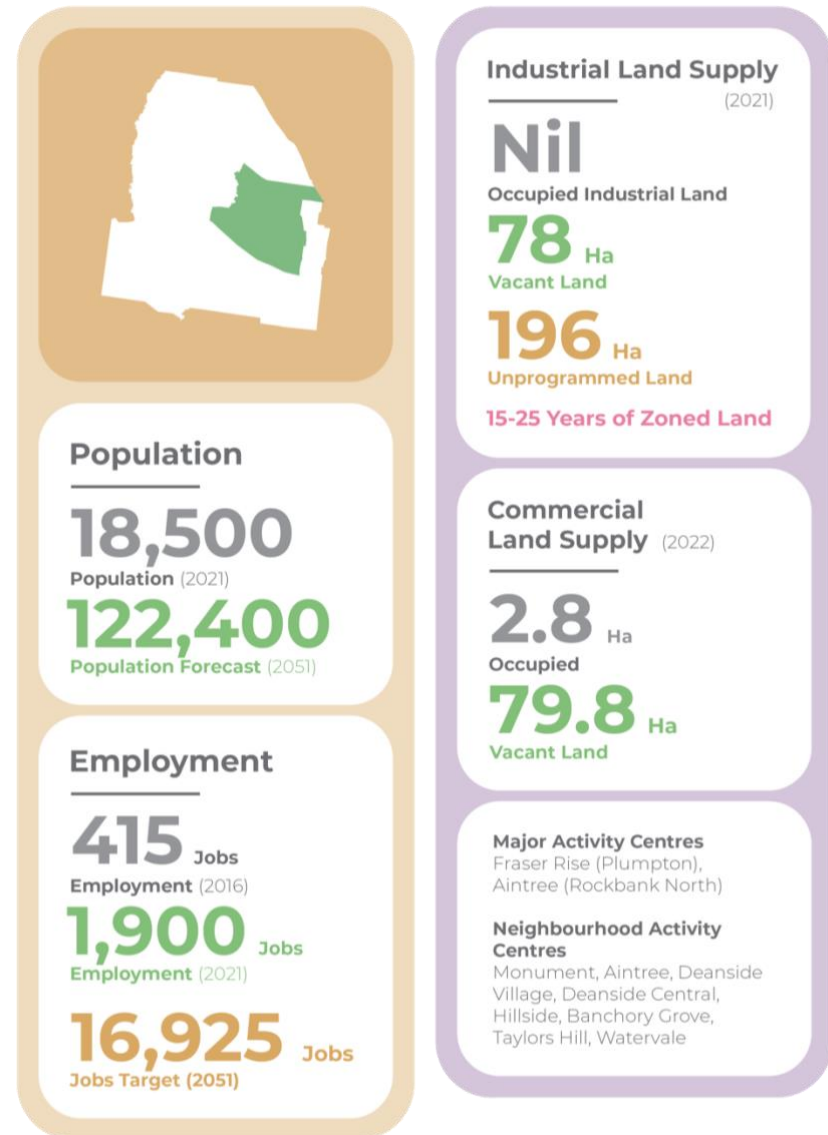 Population
18,500
Population (2021)
122,400
Population Forecast (2051)
Employment
415 Jobs
Employment (2016)
1,900 Jobs
Employment (2021)
16,925 Jobs
Jobs Target (2051)
Industrial Land Supply
(2021)
Nil
Occupied Industrial Land
78 Ha
Vacant Land
196 Ha
Unprogrammed Land
15-25 Years of Zoned Land
Commercial
Land Supply (2022)
2.8 Ha
Occupied
79.8 Ha
Vacant Land
Major Activity Centres
Fraser Rise (Plumpton),
Aintree (Rockbank North)
Neighbourhood Activity
Centres
Monument, Aintree, Deanside
Village, Deanside Central,
Hillside, Banchory Grove,
Taylors Hill, Watervale